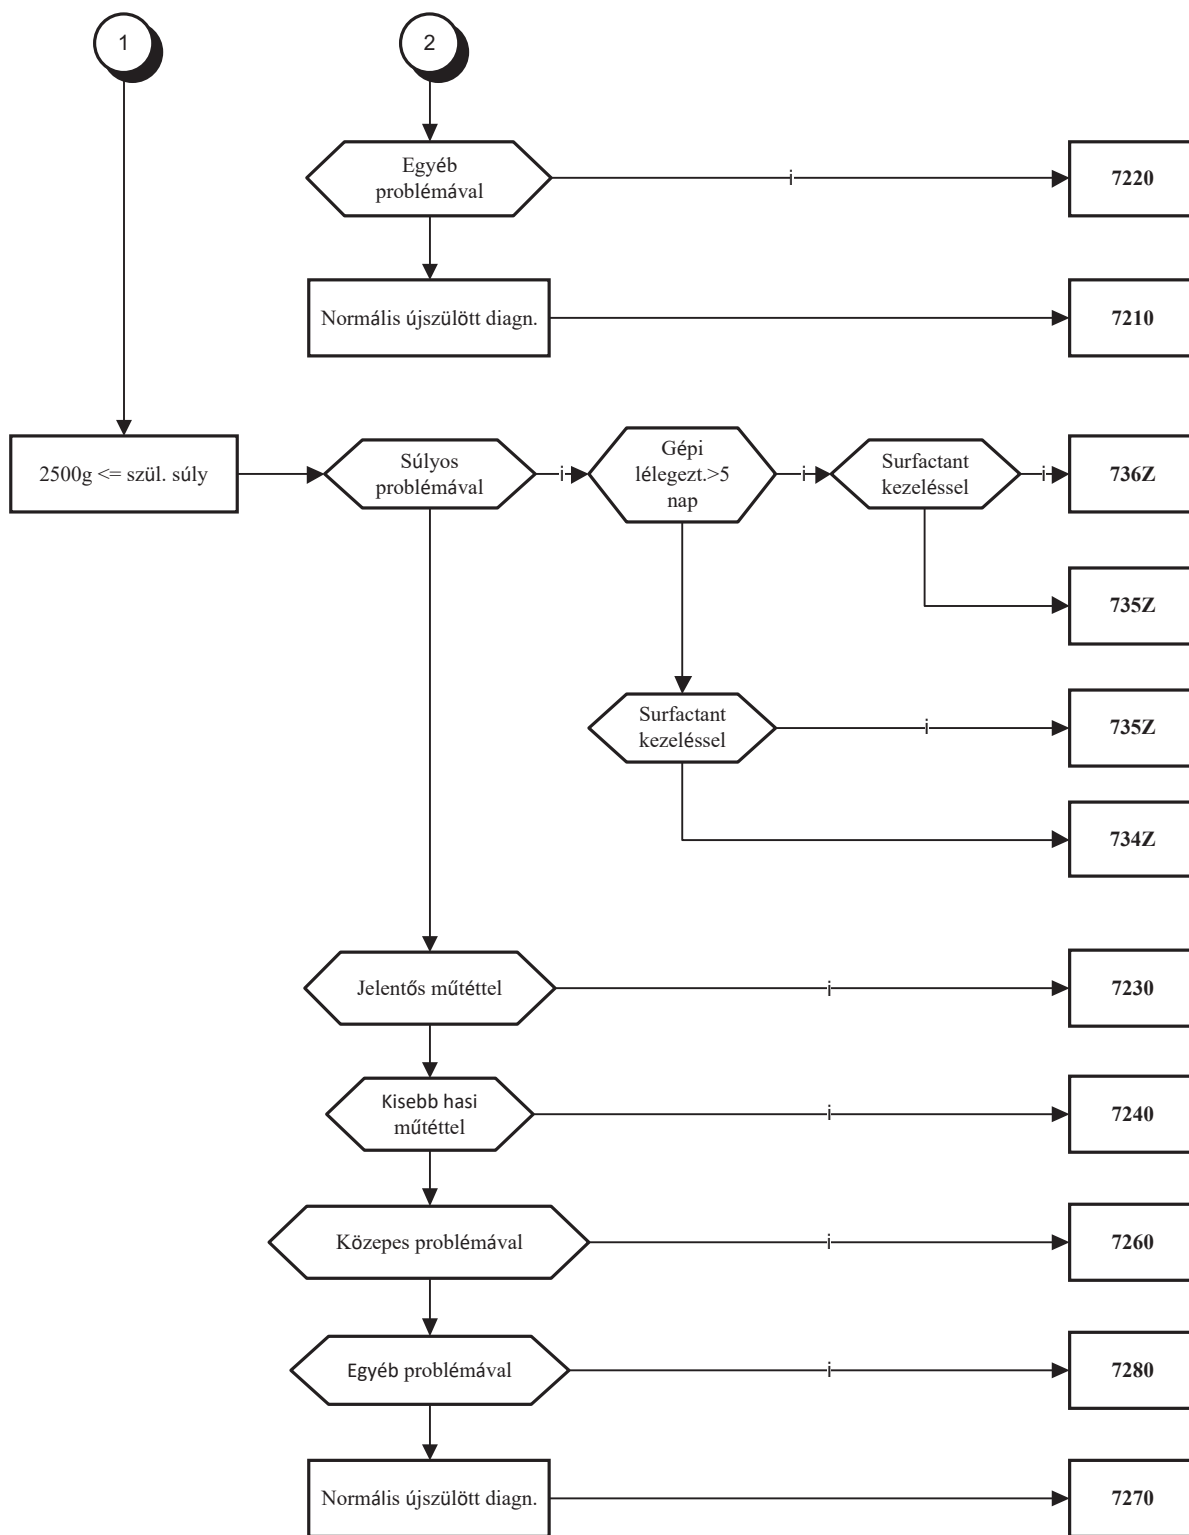 1
2
Egyéb
problémával
i
7220
Normális újszülött diagn.
7210
2500g <= szül. súly
Súlyos
problémával
i
Gépi
lélegezt.>5
nap
i
Surfactant
kezeléssel
i
736Z
735Z
Surfactant
kezeléssel
i
735Z
734Z
Jelentős műtéttel
i
7230
Kisebb hasi
műtéttel
i
7240
Közepes problémával
i
7260
Egyéb problémával
i
7280
Normális újszülött diagn.
7270